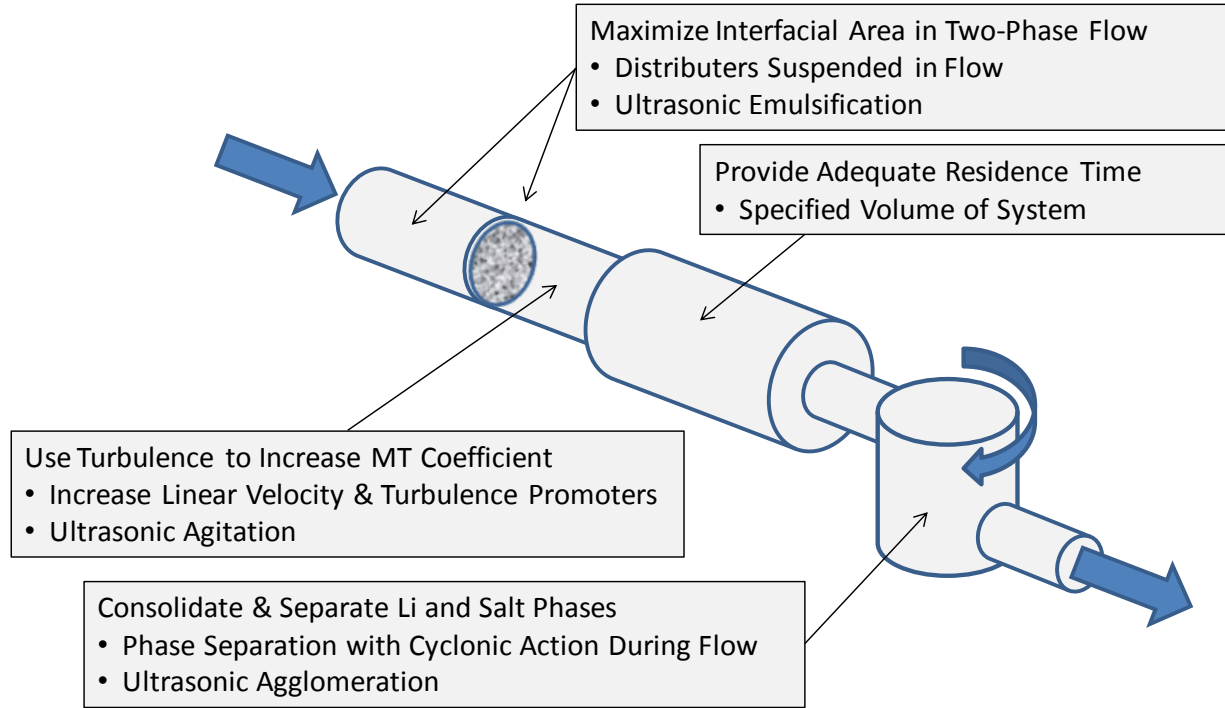 Maximize Interfacial Area in Two-Phase Flow
• Distributers Suspended in Flow
• Ultrasonic Emulsification
Provide Adequate Residence Time
• Specified Volume of System
Use Turbulence to Increase MT Coefficient
• Increase Linear Velocity & Turbulence Promoters
• Ultrasonic Agitation
Consolidate & Separate Li and Salt Phases
• Phase Separation with Cyclonic Action During Flow
• Ultrasonic Agglomeration